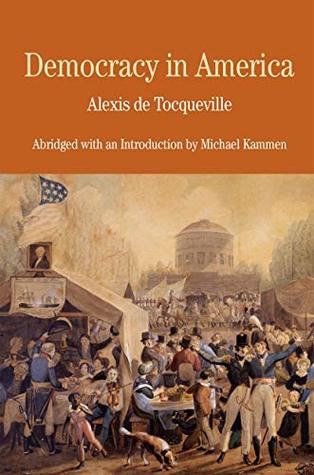 Democracy in America
Alexis de Tocqueville
Abridged with an Introduction by Michael Kammen